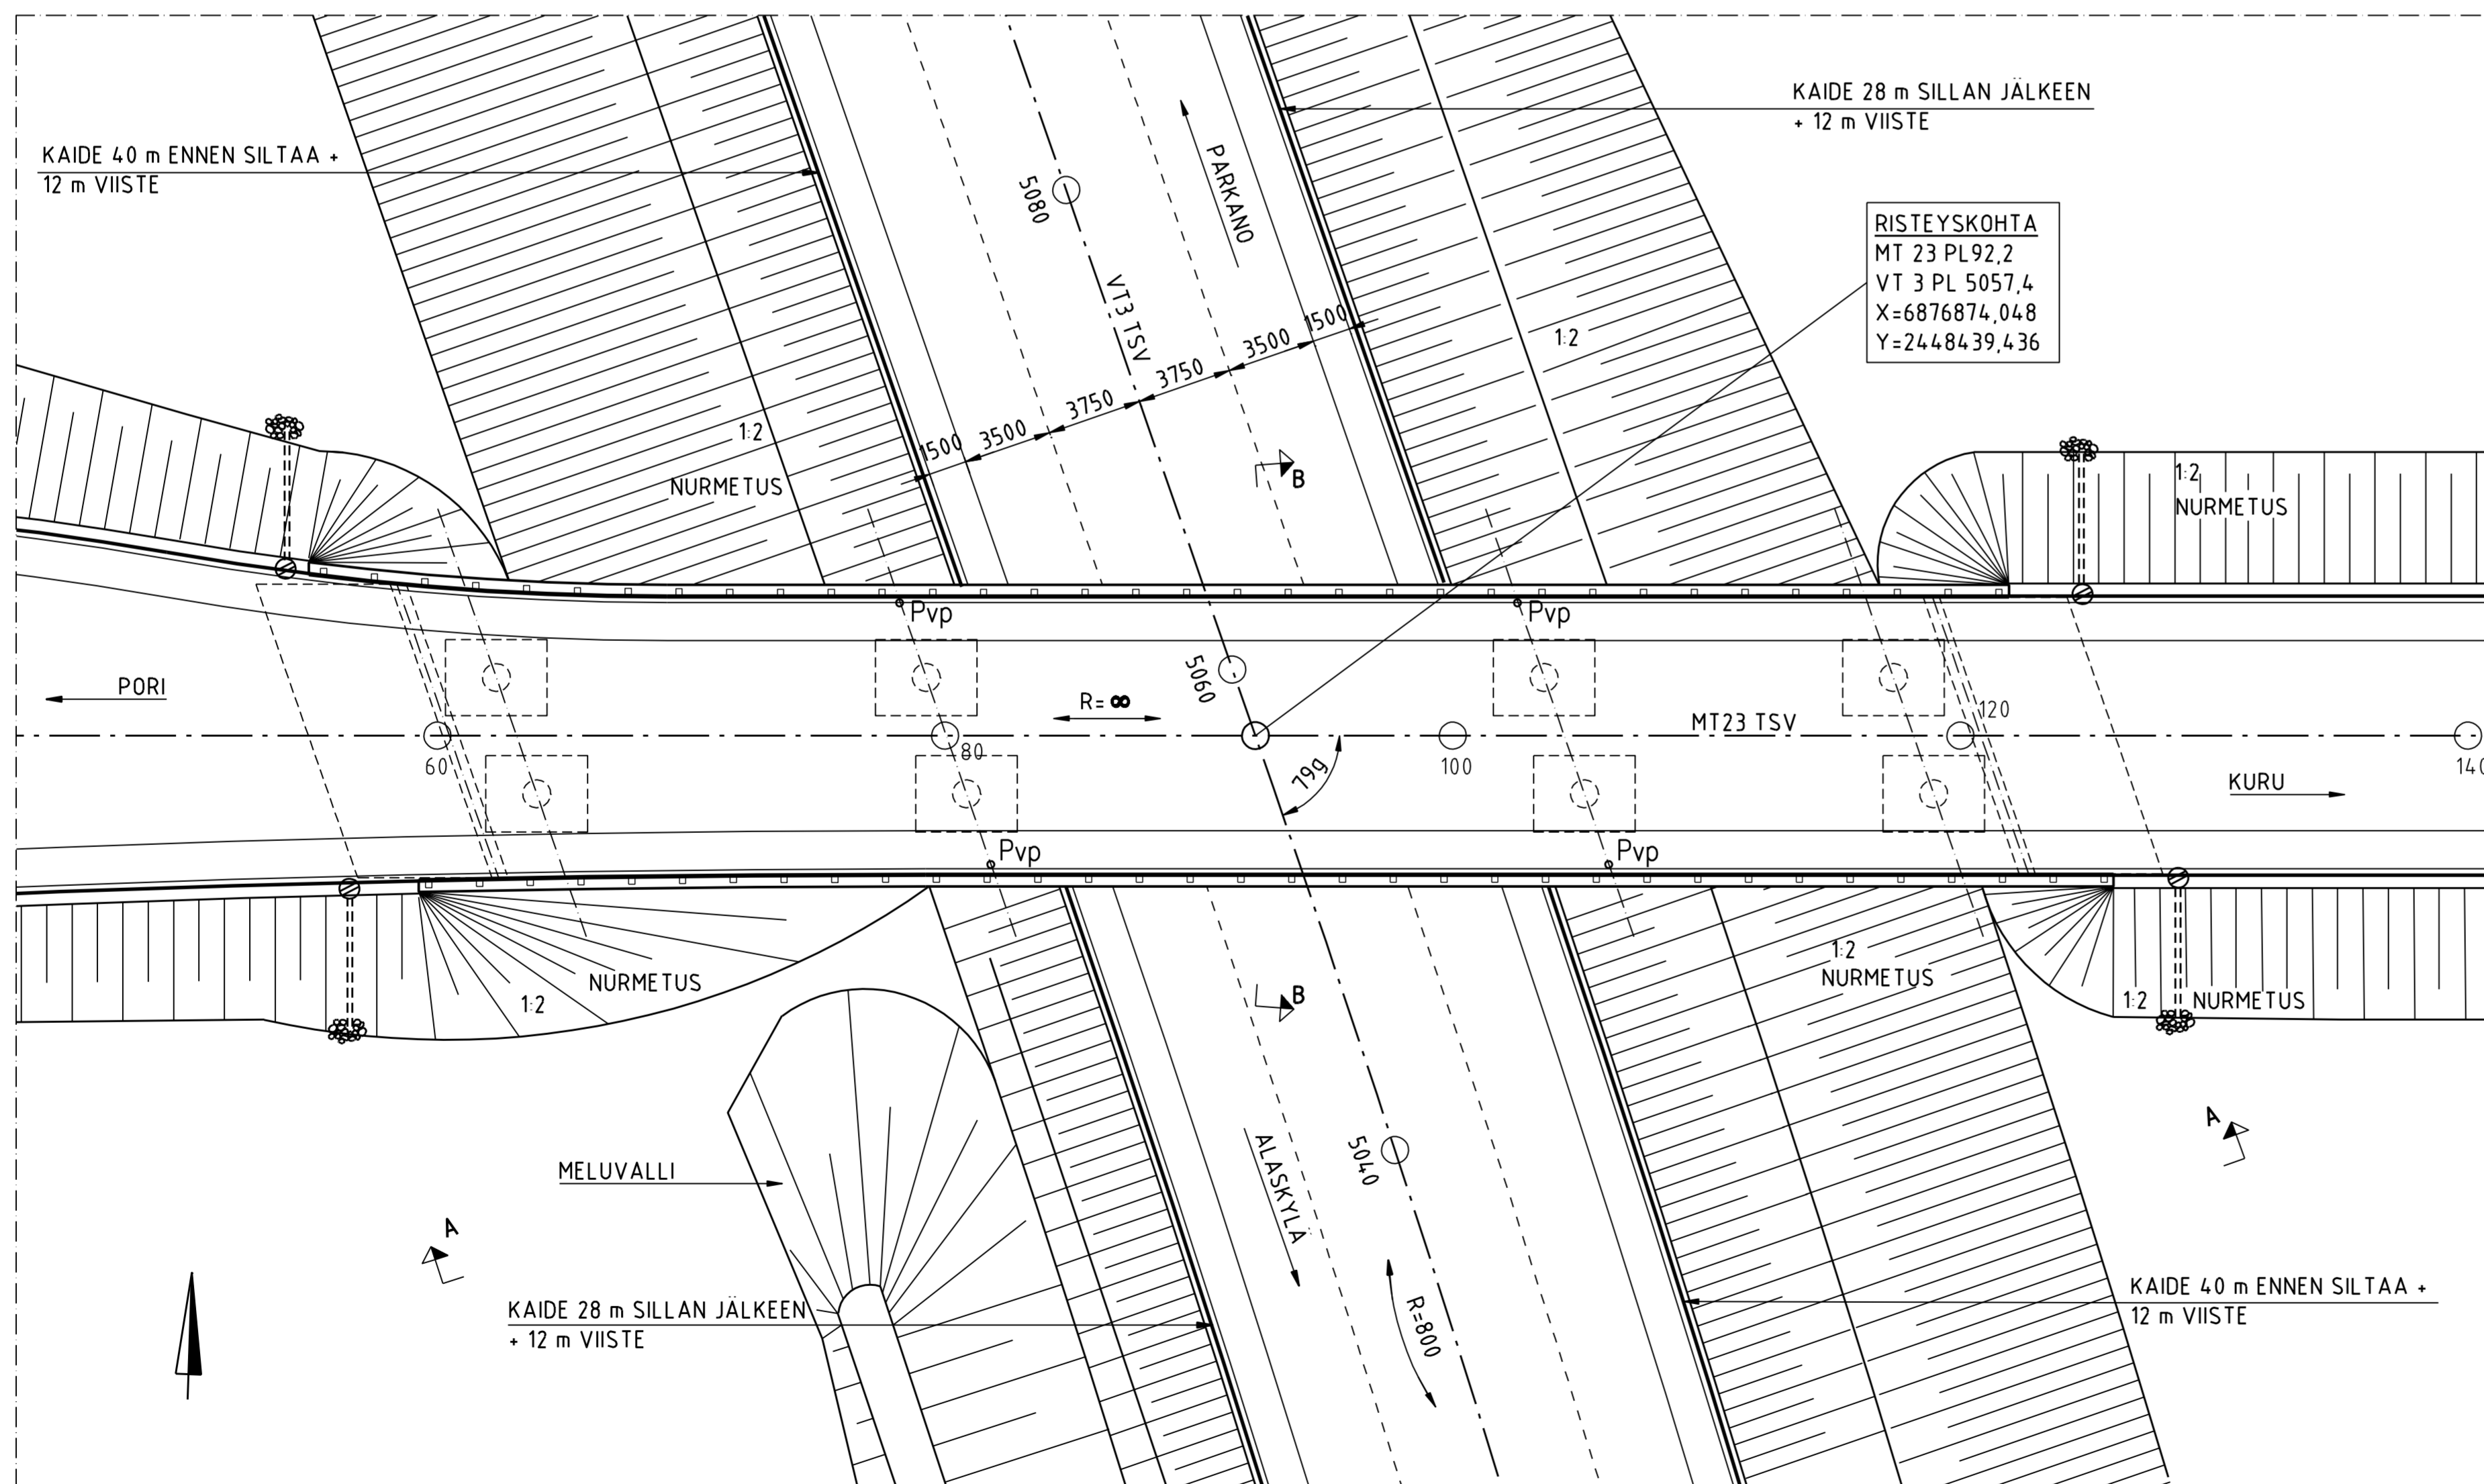 KAIDE 28 m SILLAN JÄLKEEN
+ 12 m VIISTE
KAIDE 40 m ENNEN SILTAA +
12 m VIISTE
PARKANO
5080
VT3 TSV
RISTEYSKOHTA
MT 23 PL92,2
VT 3 PL 5057,4
X=6876874,048
Y=2448439,436
1500
3500
3750
3750
3500
1500
1:2
1:2
NURMETUS
B
1:2
NURMETUS
Pvp
Pvp
PORI
5060
R=∞
MT23 TSV
120
60
80
79g
100
140
KURU
Pvp
Pvp
NURMETUS
1:2
B
1:2
NURMETUS
1:2
NURMETUS
A
MELUVALLI
ALASKYLÄ
5040
A
KAIDE 28 m SILLAN JÄLKEEN
+ 12 m VIISTE
R=800
KAIDE 40 m ENNEN SILTAA +
12 m VIISTE